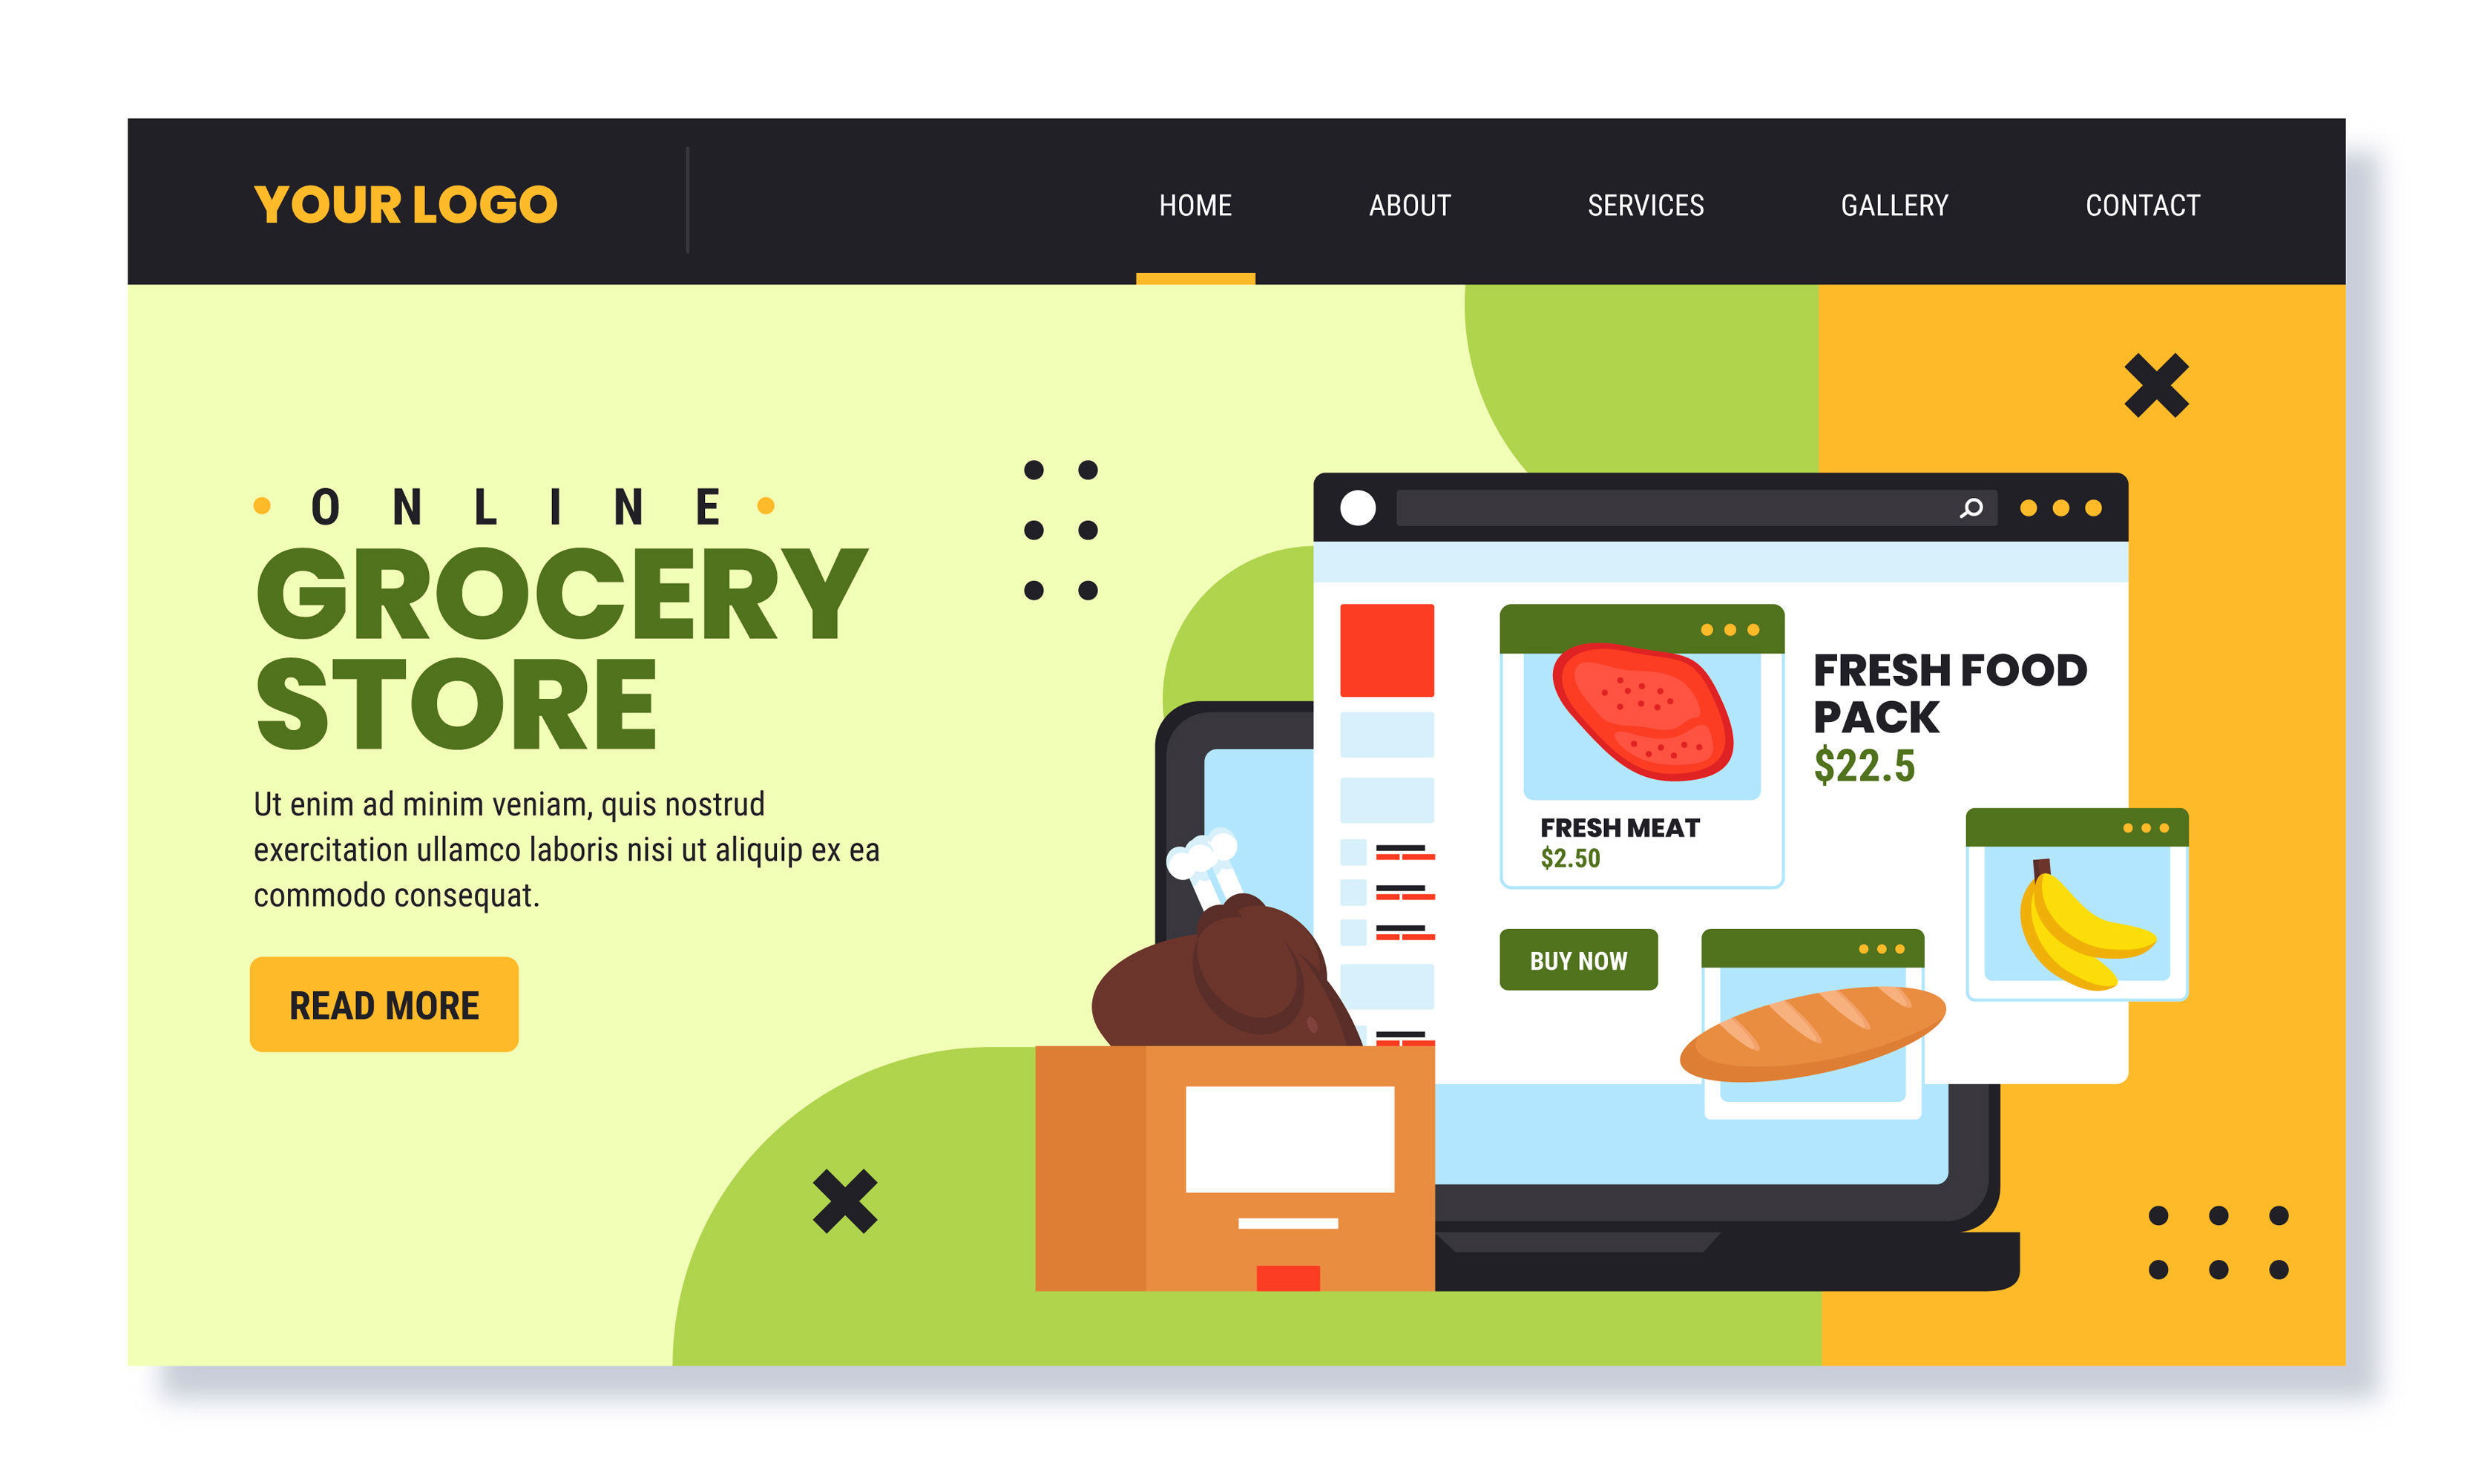 YOUR LOGO
HOME ABOUT SERVICES GALLERY CONTACT
ONLINE
GROCERY
STORE
Ut enim ad minim veniam, quis nostrud
exercitation ullamco laboris nisi ut aliquip ex ea
commodo consequat.
READ MORE
FRESH FOOD
PACK
$22.5
FRESH MEAT
$2.50
BUY NOW